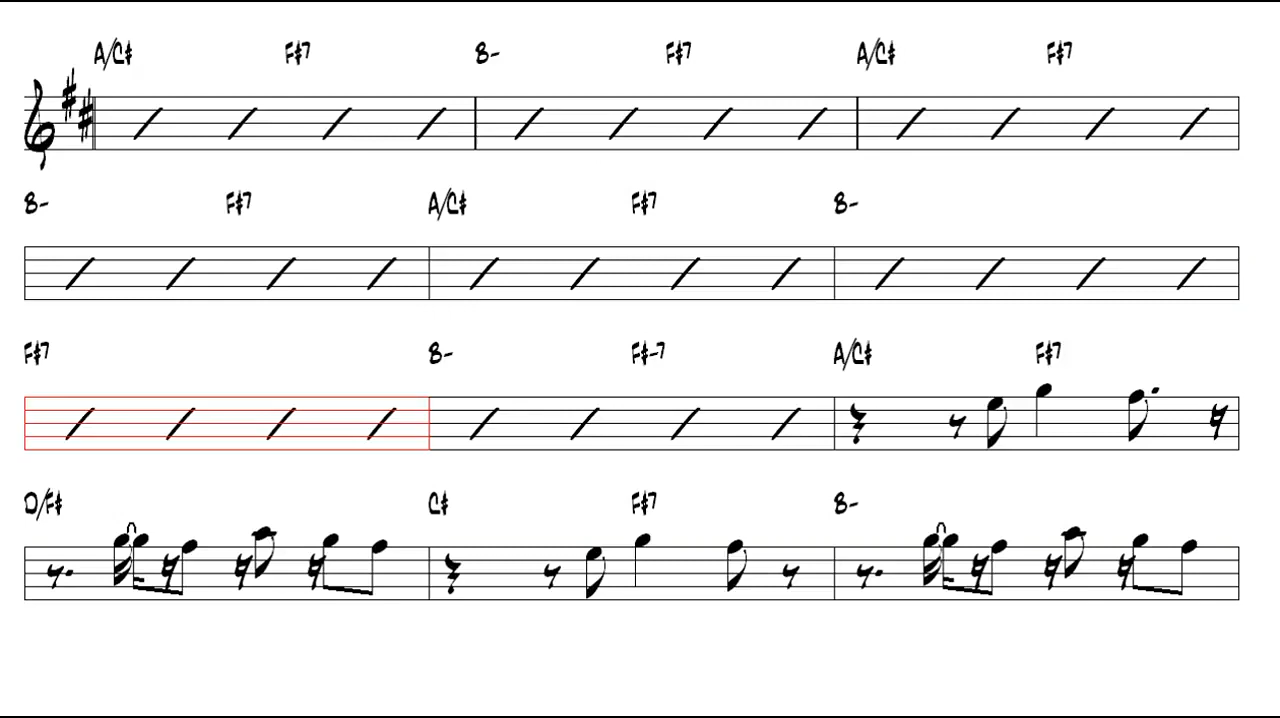 A/C# F#7 B- F#7 A/C# F#7
B- F#7 A/C# F#7 B-
F#7 B- F#-7 A/C# F#7
D/F# C# F#7 B-